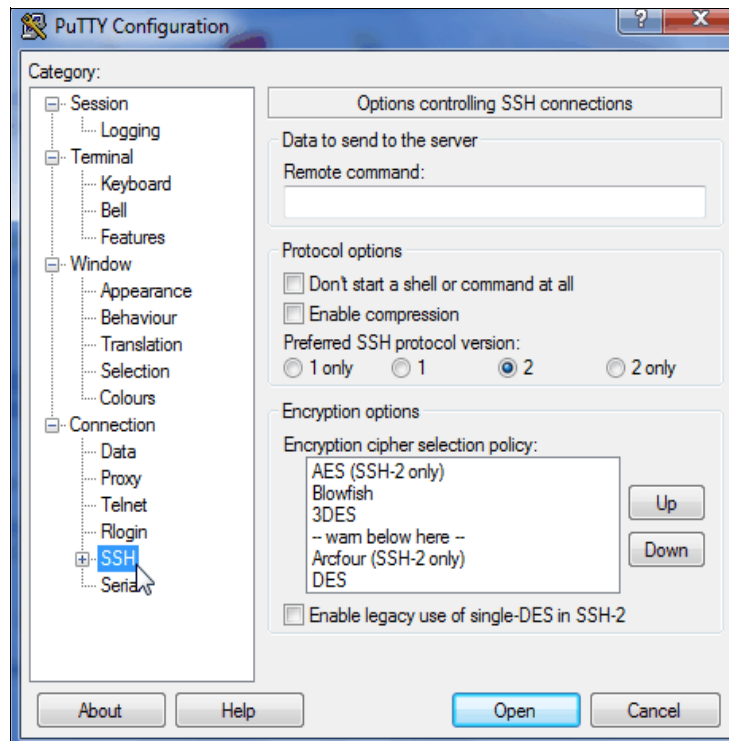 PuTTY Configuration
?
X
Category:
Session
Logging
Terminal
Keyboard
Bell
Features
Window
Appearance
Behaviour
Translation
Selection
Colours
Connection
Data
Proxy
Telnet
Rlogin
SSH
Serial
Options controlling SSH connections
Data to send to the server
Remote command:
Protocol options
Don't start a shell or command at all
Enable compression
Preferred SSH protocol version:
1 only 1 2 2 only
Encryption options
Encryption cipher selection policy:
AES (SSH-2 only)
Blowfish
3DES
-- warn below here --
Arcfour (SSH-2 only)
DES
Up
Down
Enable legacy use of single-DES in SSH-2
About Help Open Cancel